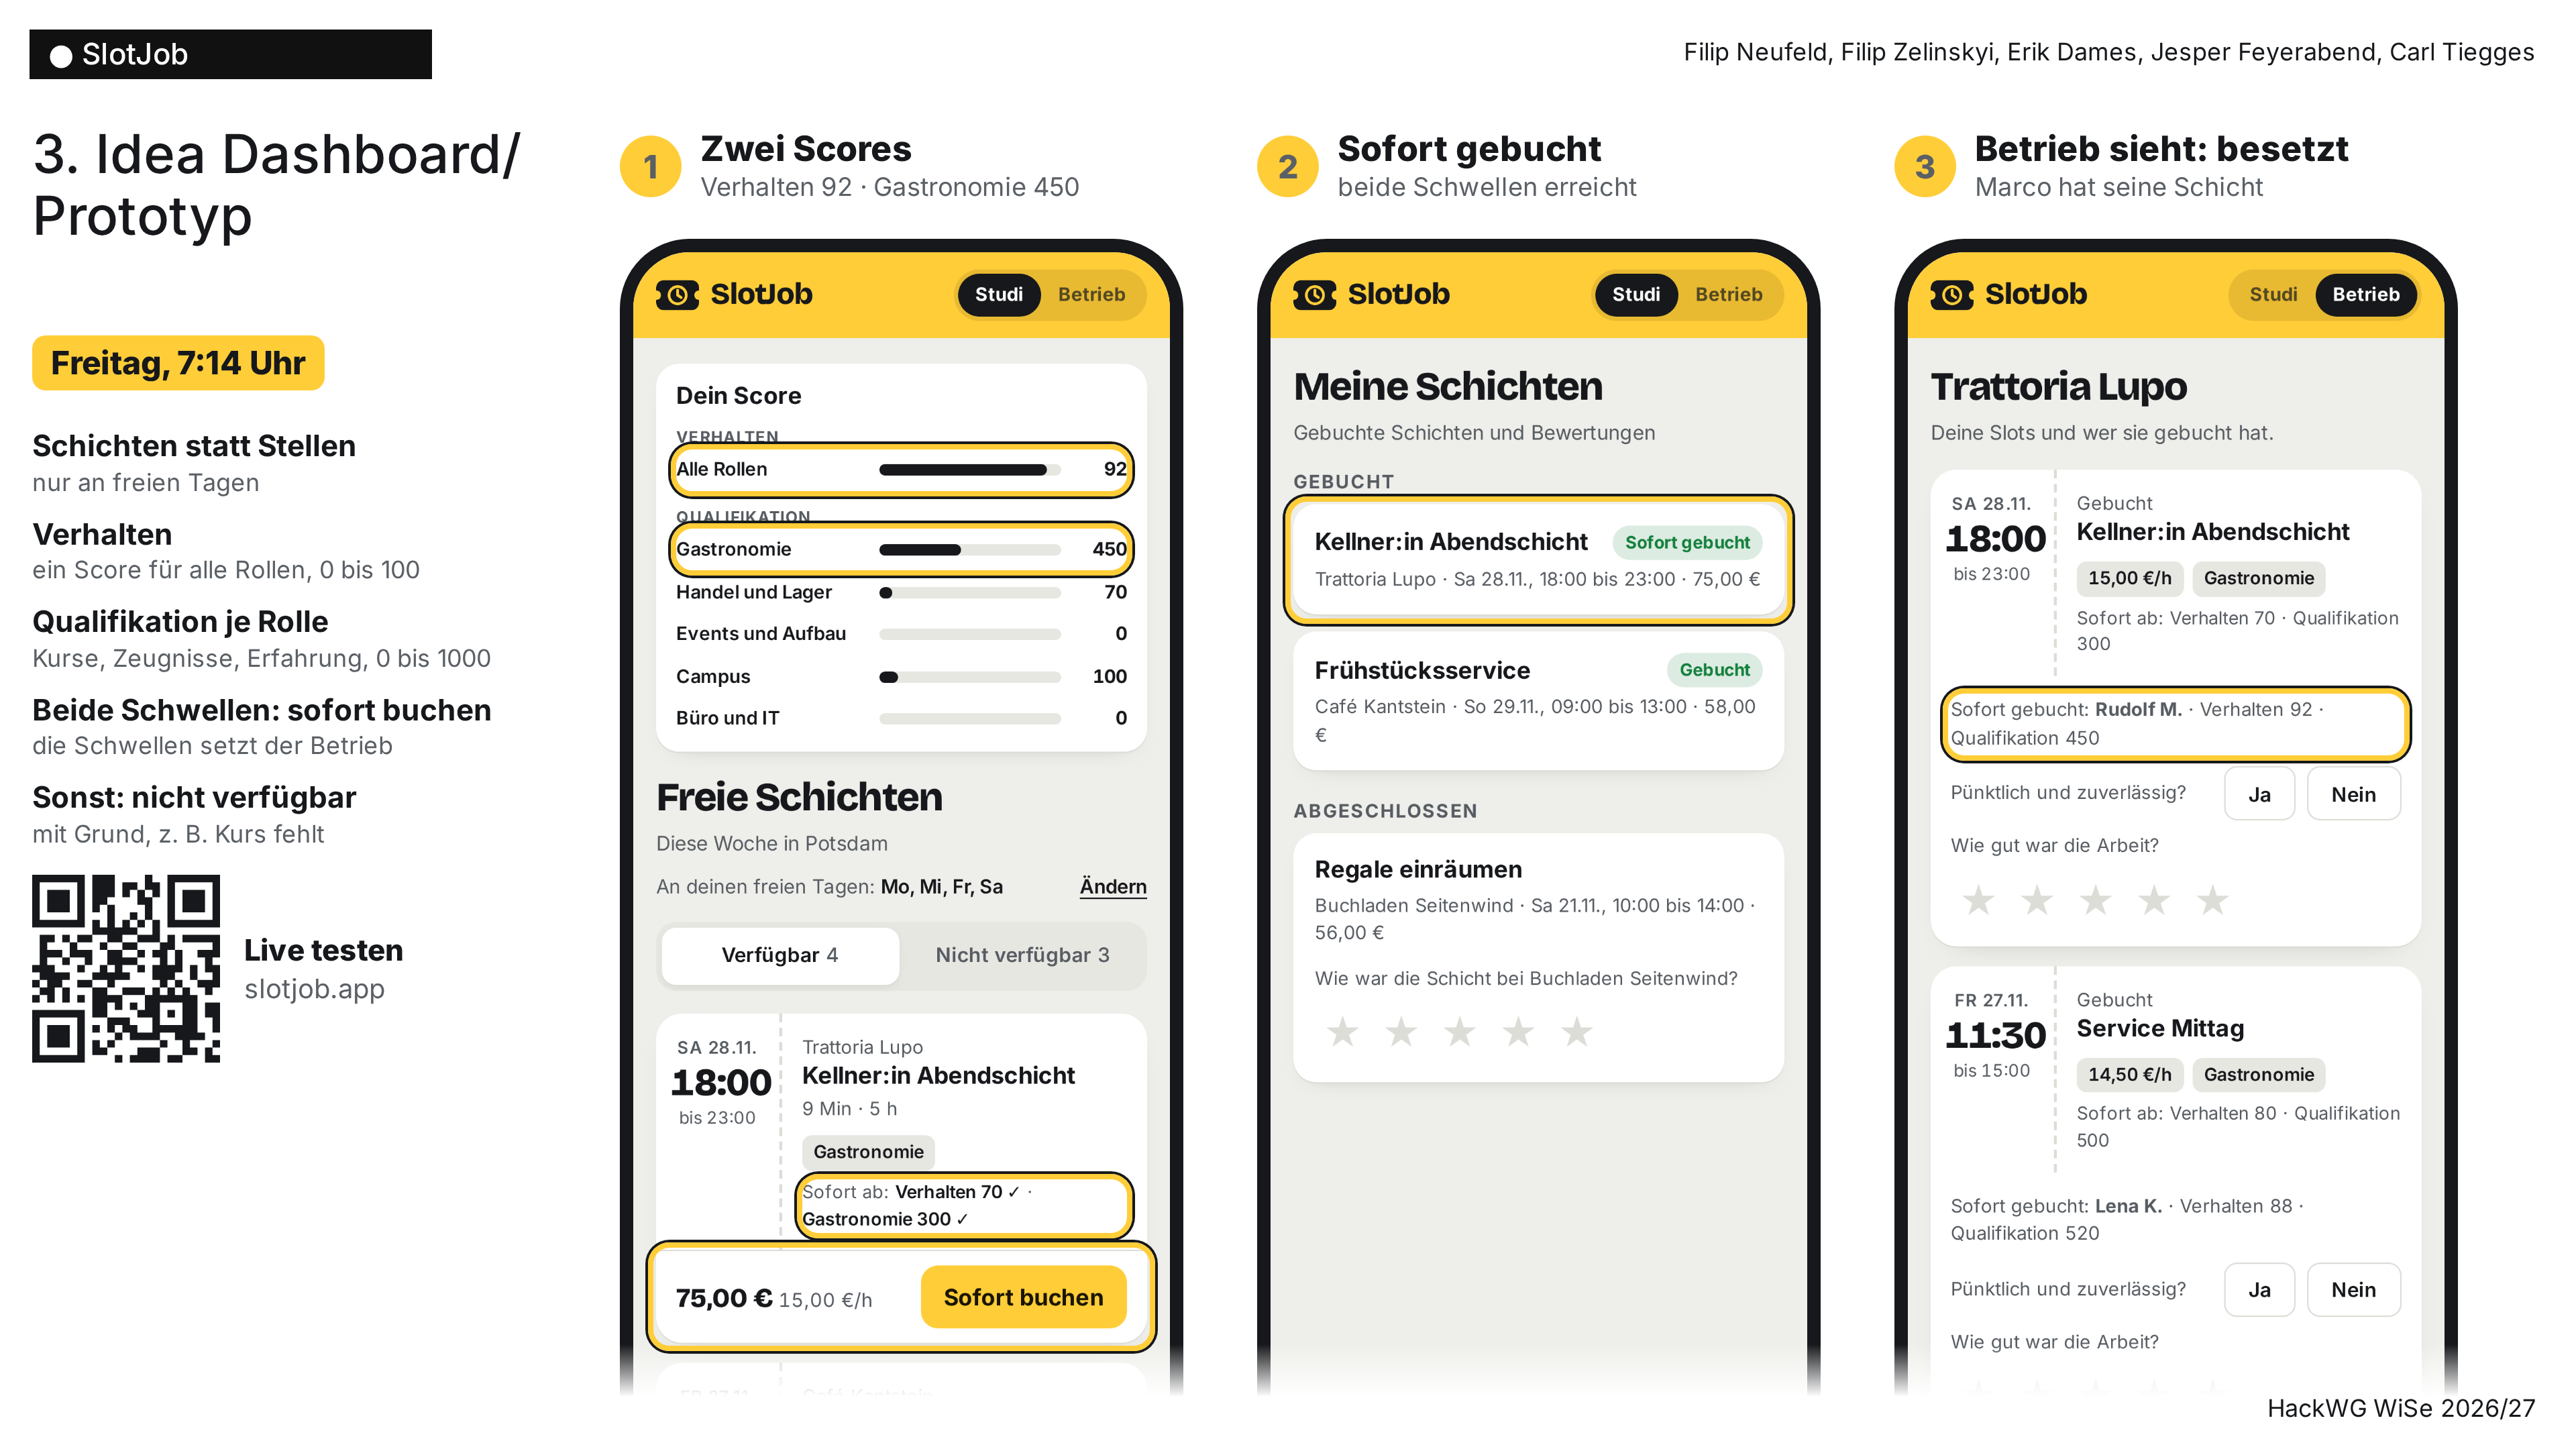 SlotJob
Filip Neufeld, Filip Zelinskyi, Erik Dames, Jesper Feyerabend, Carl Tiegges
3. Idea Dashboard/
Prototyp
Freitag, 7:14 Uhr
Schichten statt Stellen
nur an freien Tagen
Verhalten
ein Score für alle Rollen, 0 bis 100
Qualifikation je Rolle
Kurse, Zeugnisse, Erfahrung, 0 bis 1000
Beide Schwellen: sofort buchen
die Schwellen setzt der Betrieb
Sonst: nicht verfügbar
mit Grund, z. B. Kurs fehlt
Live testen
slotjob.app
1 Zwei Scores
Verhalten 92 · Gastronomie 450
SlotJob Studi Betrieb
Dein Score
VERHALTEN
Alle Rollen 92
QUALIFIKATION
Gastronomie 450
Handel und Lager 70
Events und Aufbau 0
Campus 100
Büro und IT 0
Freie Schichten
Diese Woche in Potsdam
An deinen freien Tagen: Mo, Mi, Fr, Sa Ändern
Verfügbar 4 Nicht verfügbar 3
SA 28.11.
18:00
bis 23:00
Trattoria Lupo
Kellner:in Abendschicht
9 Min · 5 h
Gastronomie
Sofort ab: Verhalten 70 ✓ ·
Gastronomie 300 ✓
75,00 € 15,00 €/h Sofort buchen
FR 27.11. Café Kantstein
2 Sofort gebucht
beide Schwellen erreicht
SlotJob Studi Betrieb
Meine Schichten
Gebuchte Schichten und Bewertungen
GEBUCHT
Kellner:in Abendschicht Sofort gebucht
Trattoria Lupo · Sa 28.11., 18:00 bis 23:00 · 75,00 €
Frühstücksservice Gebucht
Café Kantstein · So 29.11., 09:00 bis 13:00 · 58,00
€
ABGESCHLOSSEN
Regale einräumen
Buchladen Seitenwind · Sa 21.11., 10:00 bis 14:00 ·
56,00 €
Wie war die Schicht bei Buchladen Seitenwind?
3 Betrieb sieht: besetzt
Marco hat seine Schicht
SlotJob Studi Betrieb
Trattoria Lupo
Deine Slots und wer sie gebucht hat.
SA 28.11.
18:00
bis 23:00
Gebucht
Kellner:in Abendschicht
15,00 €/h Gastronomie
Sofort ab: Verhalten 70 · Qualifikation
300
Sofort gebucht: Rudolf M. · Verhalten 92 ·
Qualifikation 450
Pünktlich und zuverlässig? Ja Nein
Wie gut war die Arbeit?
FR 27.11.
11:30
bis 15:00
Gebucht
Service Mittag
14,50 €/h Gastronomie
Sofort ab: Verhalten 80 · Qualifikation
500
Sofort gebucht: Lena K. · Verhalten 88 ·
Qualifikation 520
Pünktlich und zuverlässig? Ja Nein
Wie gut war die Arbeit?
HackWG WiSe 2026/27